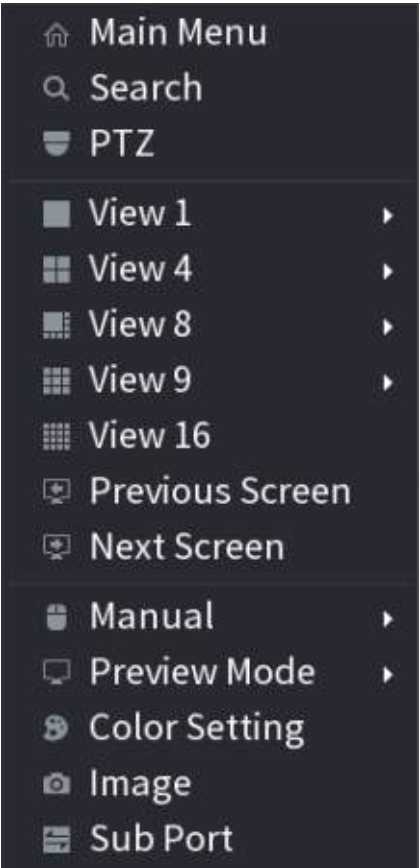 Main Menu
Search
PTZ
View 1
View 4
View 8
View 9
View 16
Previous Screen
Next Screen
Manual
Preview Mode
Color Setting
Image
Sub Port